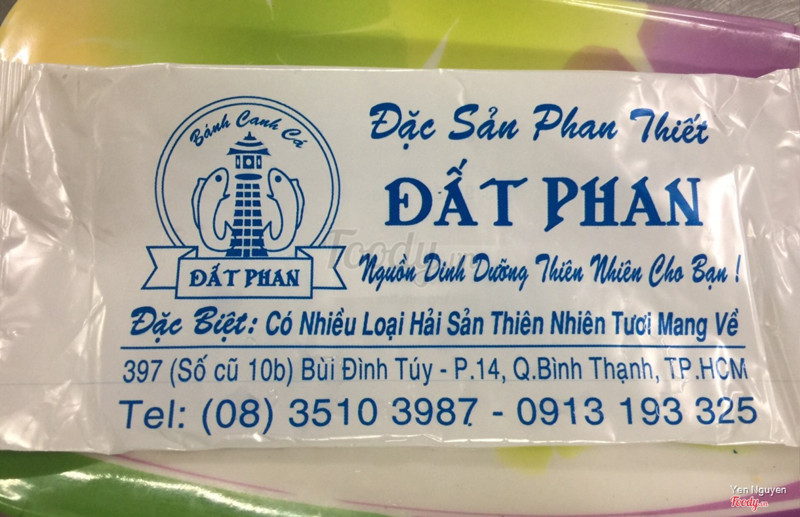 Bánh Canh Cá
ĐẤT PHAN
Đặc Sản Phan Thiết
ĐẤT PHAN
Nguồn Dinh Dưỡng Thiên Nhiên Cho Bạn !
Đặc Biệt: Có Nhiều Loại Hải Sản Thiên Nhiên Tươi Mang Về
397 (Số cũ 10b) Bùi Đình Túy - P.14, Q.Bình Thạnh, TP.HCM
Tel: (08) 3510 3987 - 0913 193 325
Foody.vn
Yen Nguyen
Foody.vn